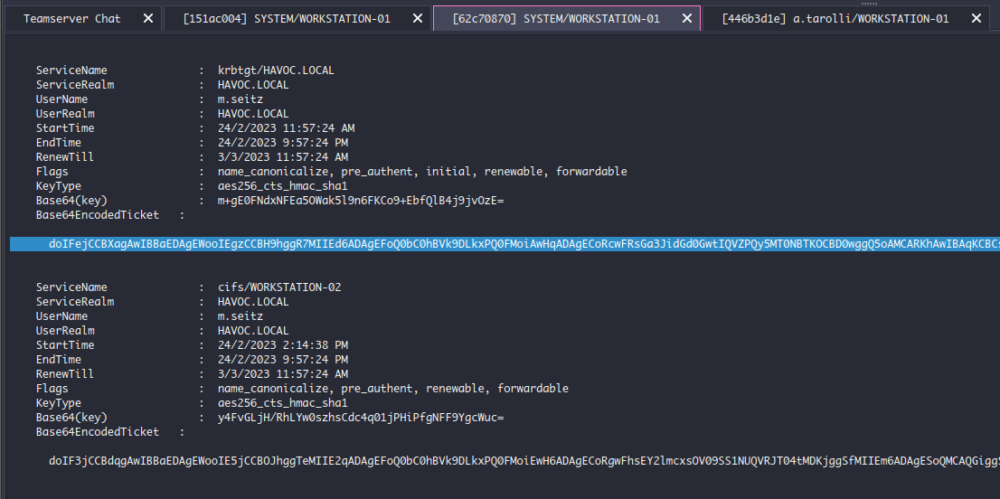 Teamserver Chat ✕ [151ac004] SYSTEM/WORKSTATION-01 ✕ [62c70870] SYSTEM/WORKSTATION-01 ✕ [446b3d1e] a.tarolli/WORKSTATION-01 ✕
ServiceName : krbtgt/HAVOC.LOCAL
ServiceRealm : HAVOC.LOCAL
UserName : m.seitz
UserRealm : HAVOC.LOCAL
StartTime : 24/2/2023 11:57:24 AM
EndTime : 24/2/2023 9:57:24 PM
RenewTill : 3/3/2023 11:57:24 AM
Flags : name_canonicalize, pre_authent, initial, renewable, forwardable
KeyType : aes256_cts_hmac_sha1
Base64(key) : m+gE0FNdxNFEa5OWak5l9n6FKCo9+EbfQlB4j9jvOzE=
Base64EncodedTicket :
doIFejCCBXagAwIBBaEDAgEWooIEgzCCBH9hggR7MIIEd6ADAgEFoQ0bC0hBVk9DLkxPQ0FMoiAwHqADAgECoRcwFRsGa3JidGd0GwtIQVZPQy5MT0NBTKOCBD0wggQ5oAMCARKhAwIBAqKCBCs
ServiceName : cifs/WORKSTATION-02
ServiceRealm : HAVOC.LOCAL
UserName : m.seitz
UserRealm : HAVOC.LOCAL
StartTime : 24/2/2023 2:14:38 PM
EndTime : 24/2/2023 9:57:24 PM
RenewTill : 3/3/2023 11:57:24 AM
Flags : name_canonicalize, pre_authent, renewable, forwardable
KeyType : aes256_cts_hmac_sha1
Base64(key) : y4FvGLjH/RhLYw0szhsCdc4q01jPHiPfgNFF9YgcWuc=
Base64EncodedTicket :
doIF3jCCBdqgAwIBBaEDAgEWooIE5jCCBOJhggTeMIIE2qADAgEFoQ0bC0hBVk9DLkxPQ0FMoiEwH6ADAgECoRgwFhsEY2lmcxsOV09SS1NUQVRJT04tMDKjggSfMIIEm6ADAgESoQMCAQGiggS